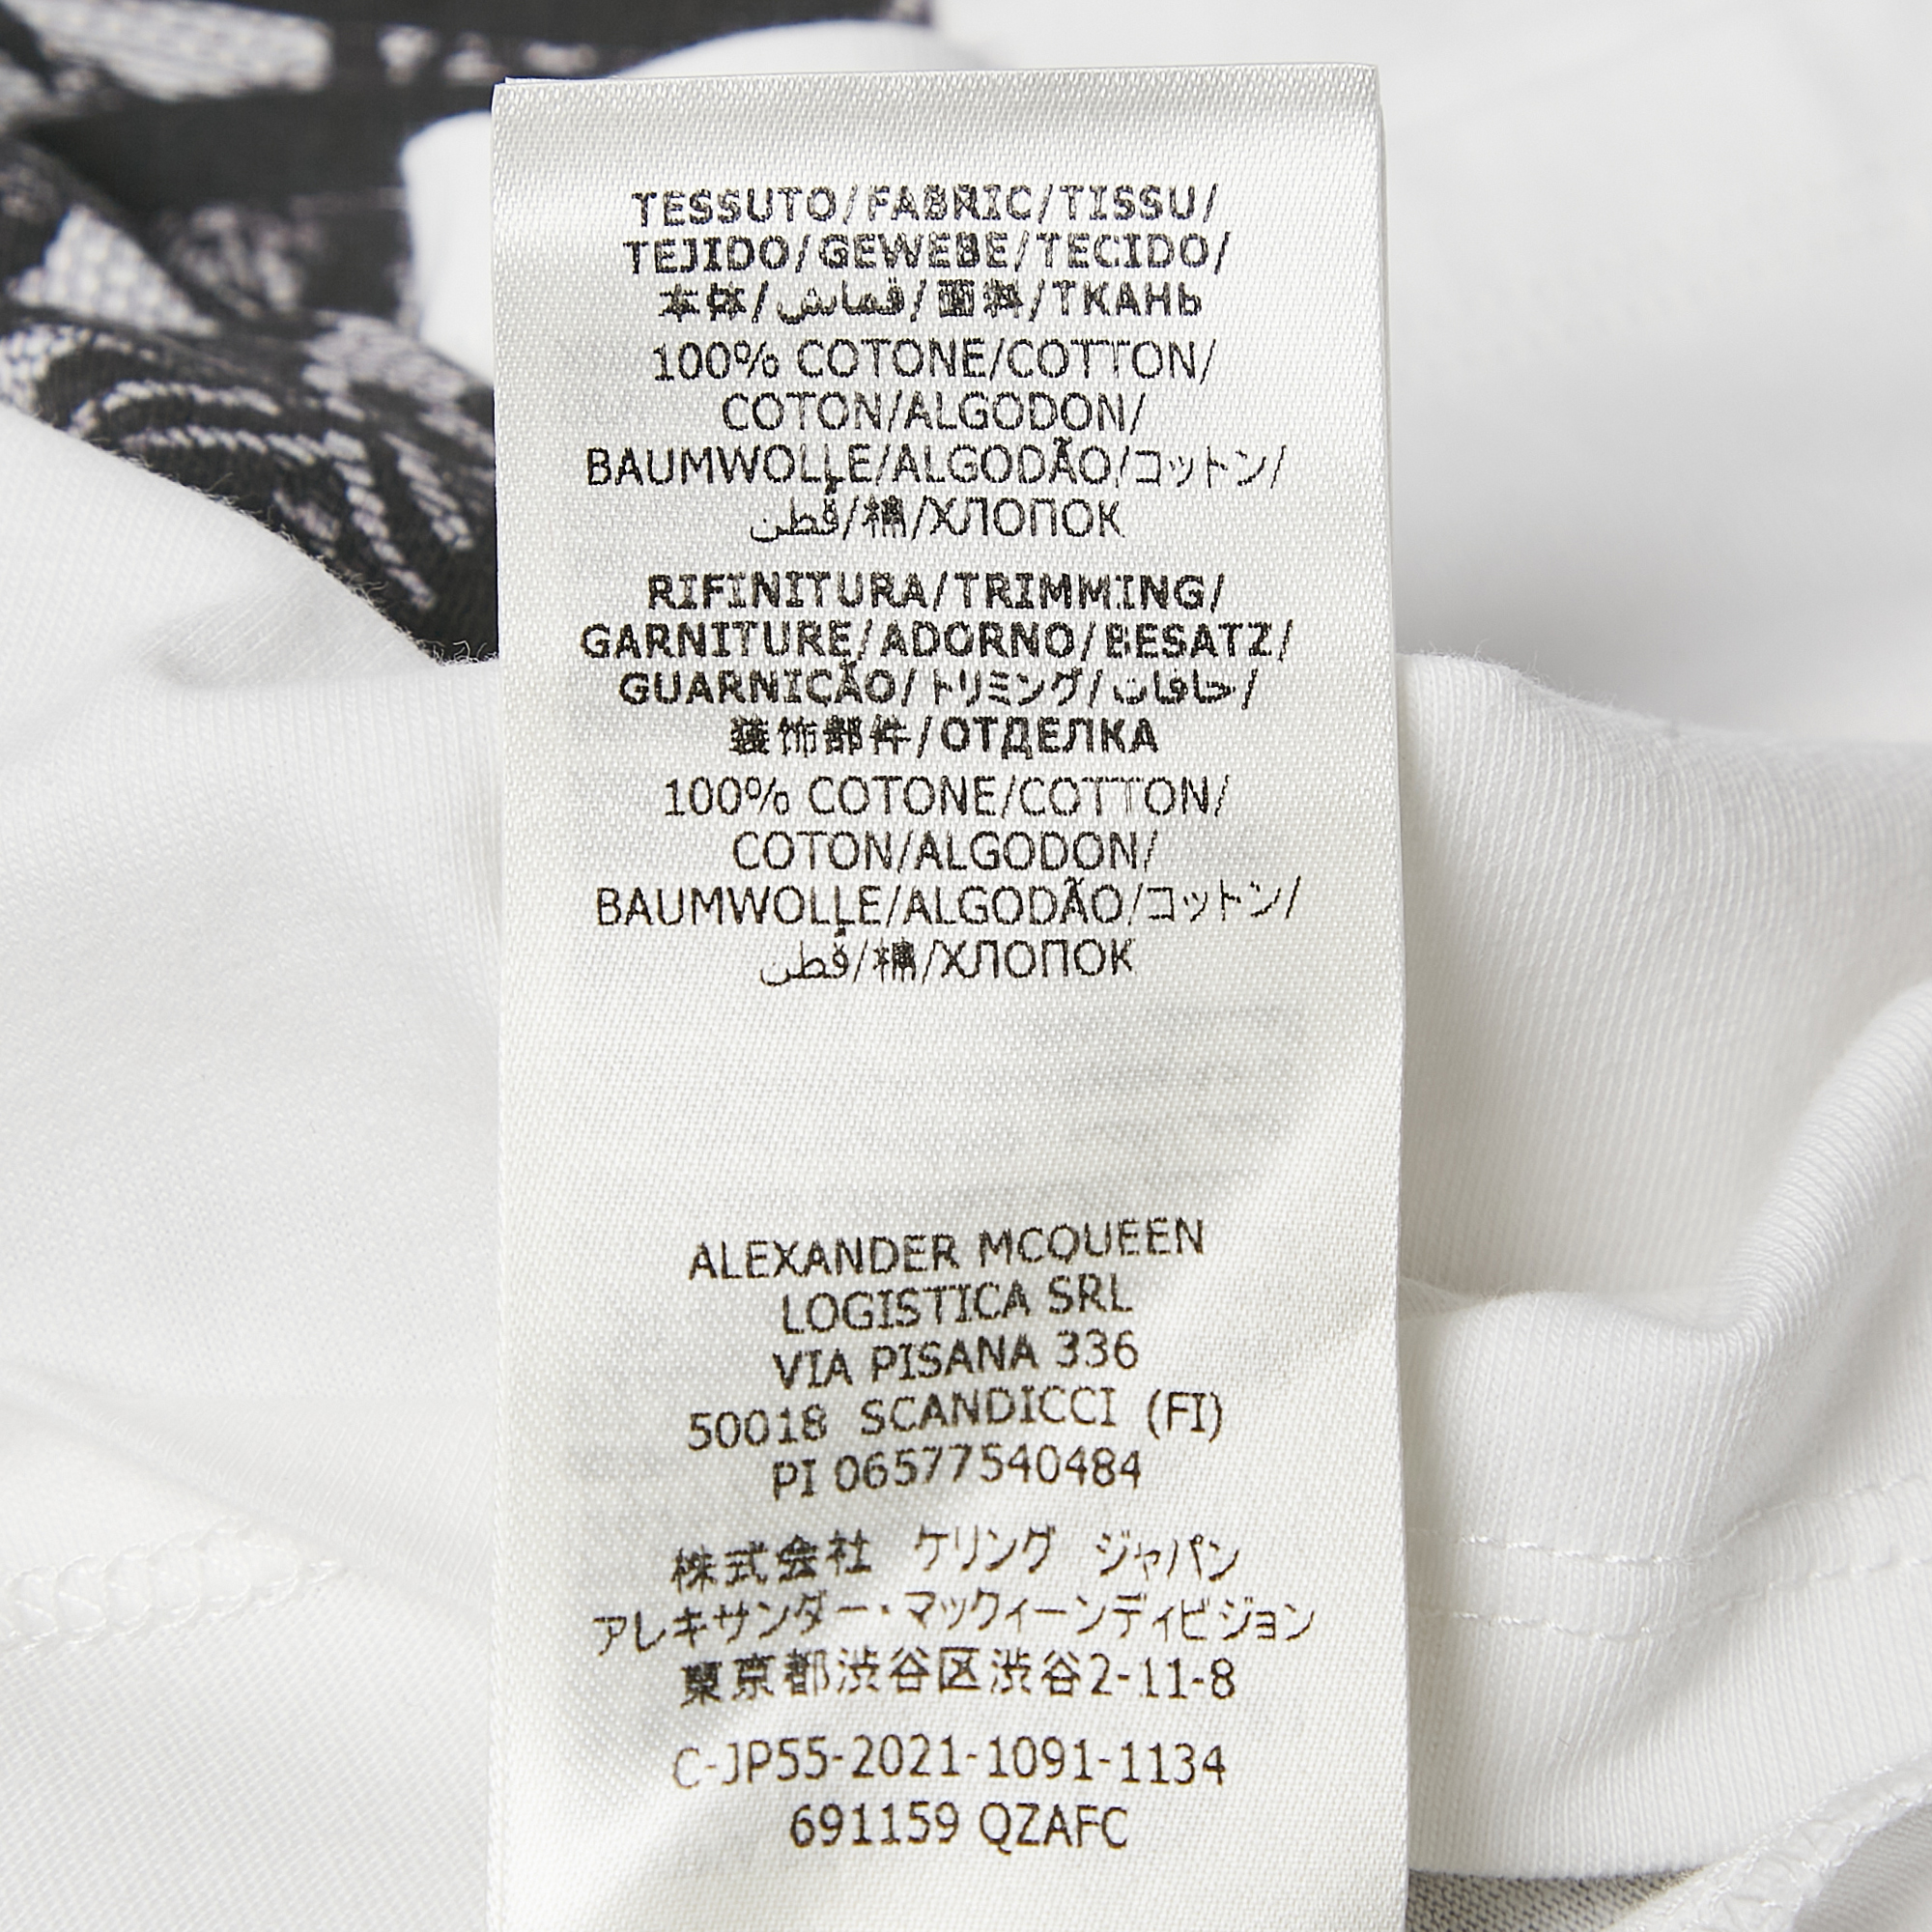 TESSUTO/FABRIC/TISSU/
TEJIDO/GEWEBE/TECIDO/
本体/قماش/面料/ТКАНЬ
100% COTONE/COTTON/
COTON/ALGODON/
BAUMWOLLE/ALGODÃO/コットン/
قُطن/棉/ХЛОПОК
RIFINITURA/TRIMMING/
GARNITURE/ADORNO/BESATZ/
GUARNICÃO/トリミング/حافات/
装饰部件/ОТДЕЛКА
100% COTONE/COTTON/
COTON/ALGODON/
BAUMWOLLE/ALGODÃO/コットン/
قُطن/棉/ХЛОПОК
ALEXANDER MCQUEEN
LOGISTICA SRL
VIA PISANA 336
50018 SCANDICCI (FI)
PI 06577540484
株式会社 ケリング ジャパン
アレキサンダー・マックィーンディビジョン
東京都渋谷区渋谷2-11-8
C-JP55-2021-1091-1134
691159 QZAFC